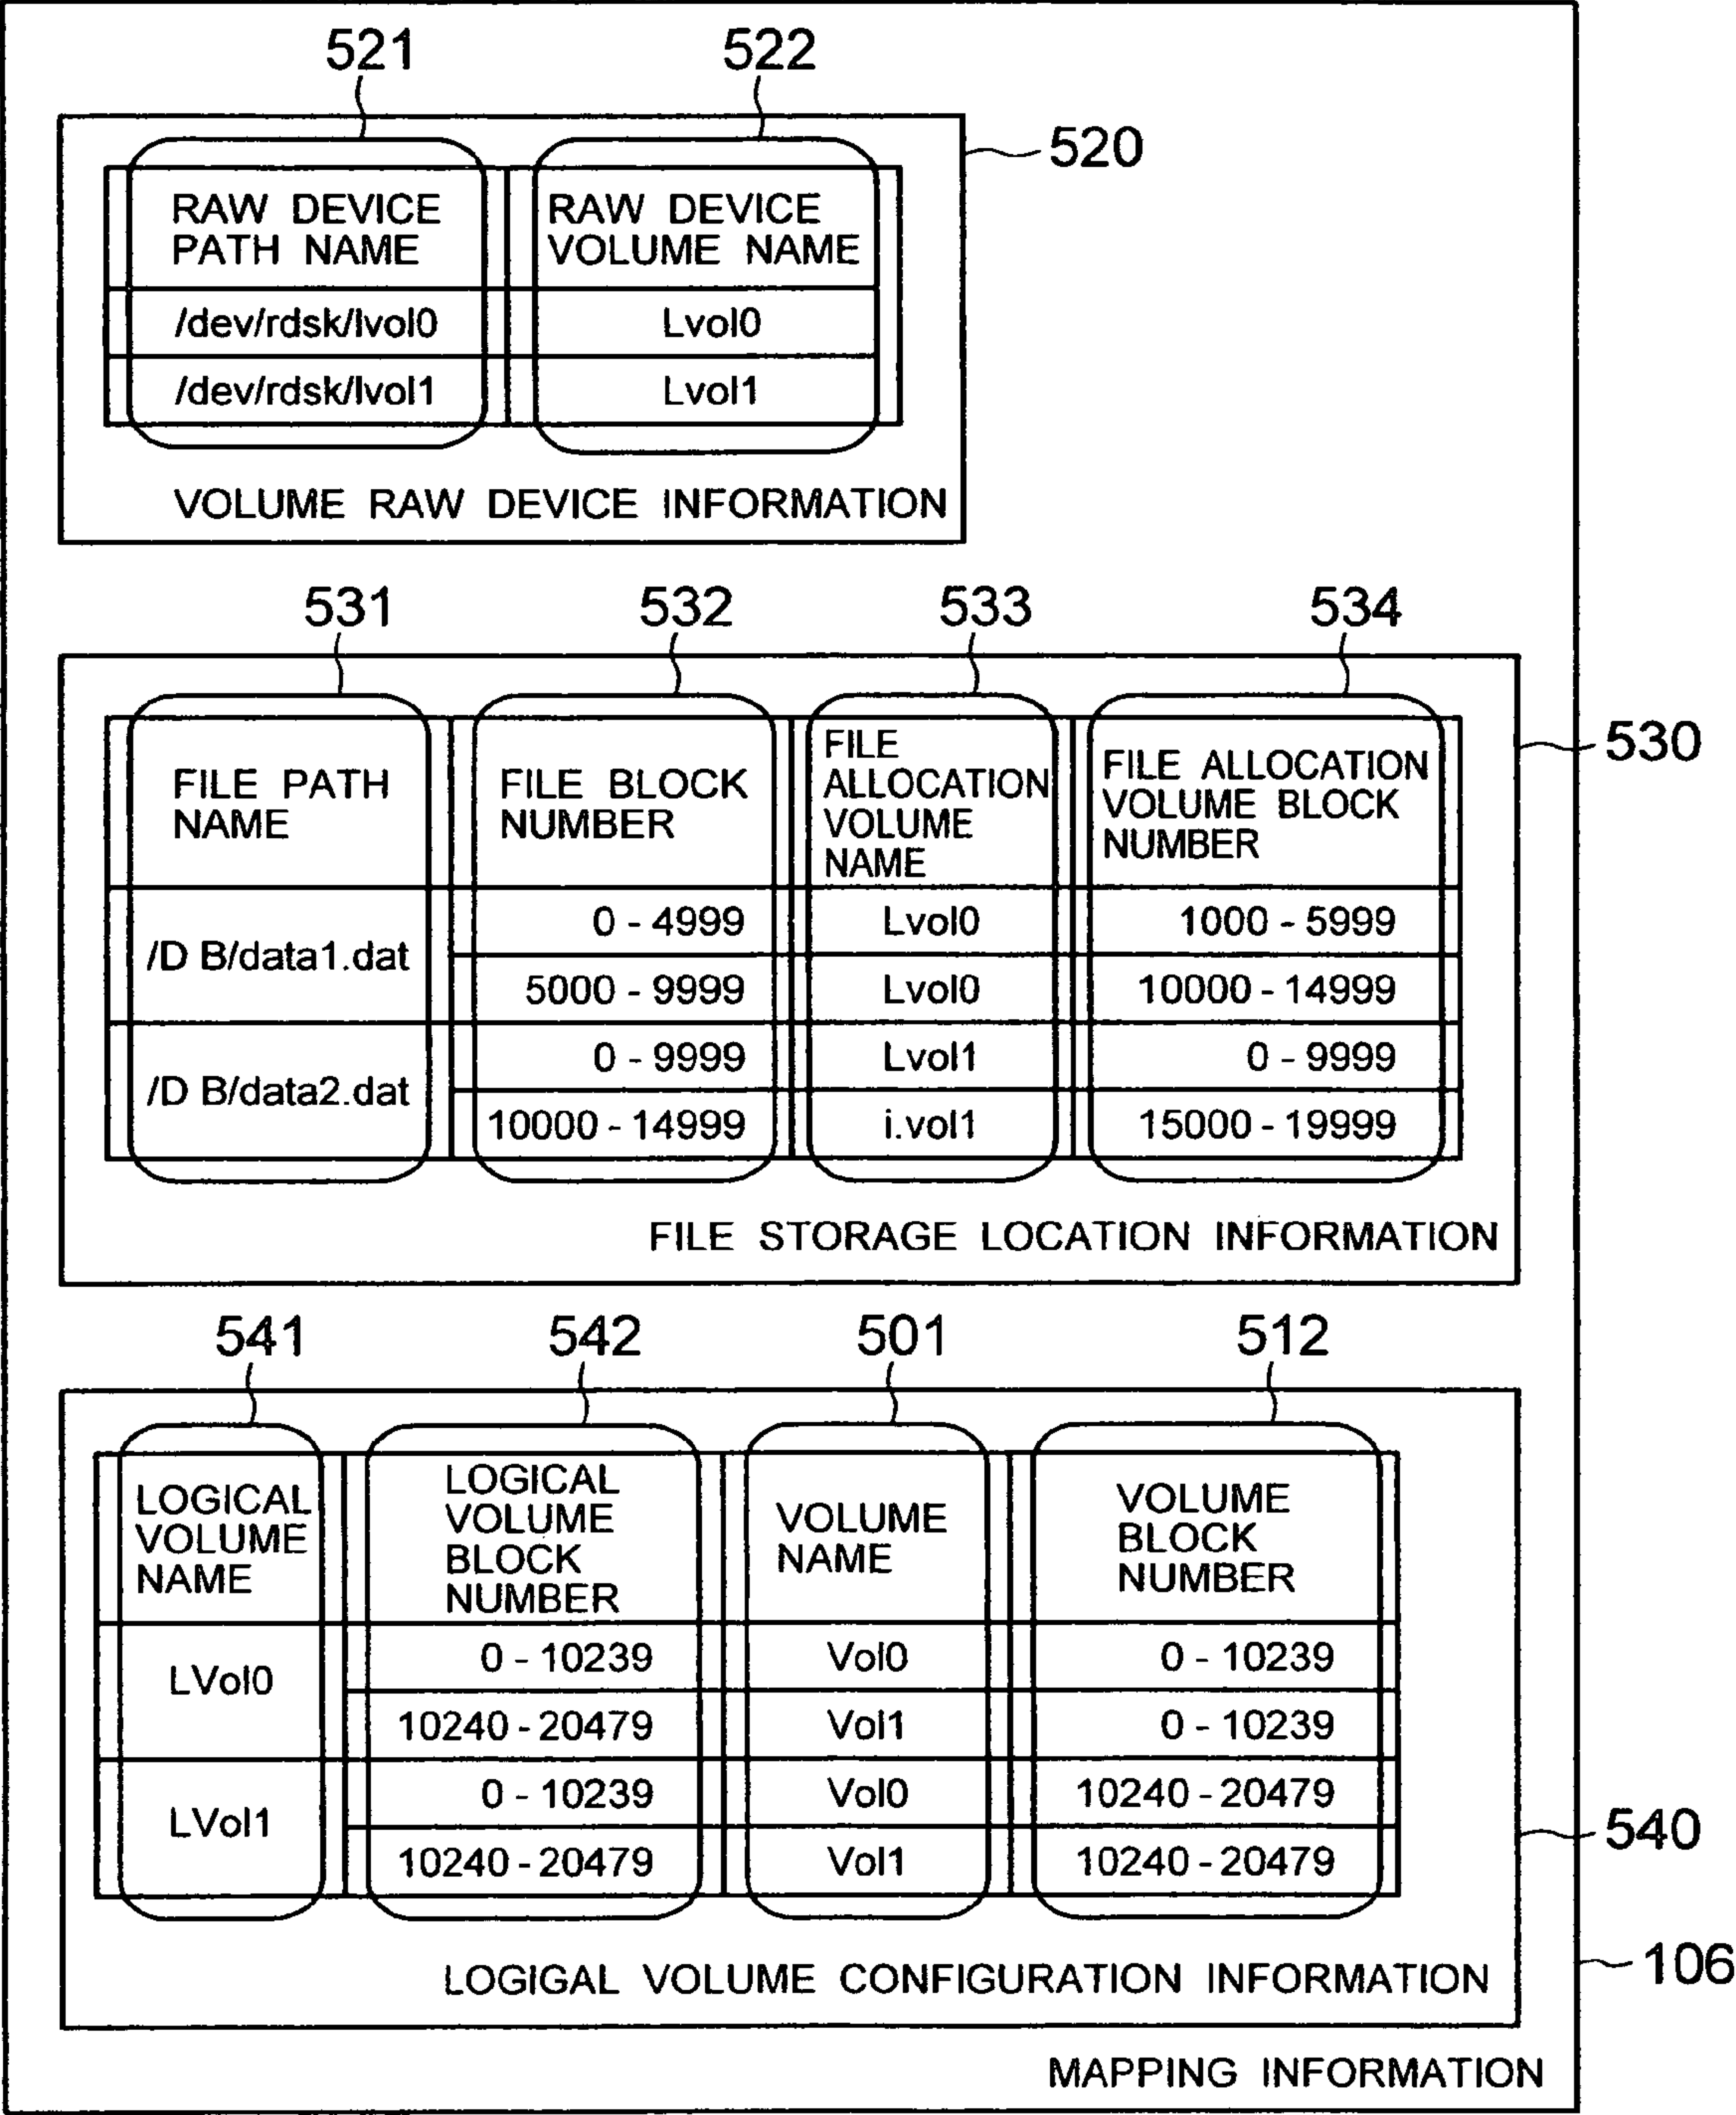 521 522
520
RAW DEVICE PATH NAME RAW DEVICE VOLUME NAME
/dev/rdsk/lvol0 Lvol0
/dev/rdsk/lvol1 Lvol1
VOLUME RAW DEVICE INFORMATION
531 532 533 534
530
FILE PATH NAME FILE BLOCK NUMBER FILE ALLOCATION VOLUME NAME FILE ALLOCATION VOLUME BLOCK NUMBER
/D B/data1.dat 0 - 4999 Lvol0 1000 - 5999
5000 - 9999 Lvol0 10000 - 14999
/D B/data2.dat 0 - 9999 Lvol1 0 - 9999
10000 - 14999 i.vol1 15000 - 19999
FILE STORAGE LOCATION INFORMATION
541 542 501 512
LOGICAL VOLUME NAME LOGICAL VOLUME BLOCK NUMBER VOLUME NAME VOLUME BLOCK NUMBER
LVol0 0 - 10239 Vol0 0 - 10239
10240 - 20479 Vol1 0 - 10239
LVol1 0 - 10239 Vol0 10240 - 20479
10240 - 20479 Vol1 10240 - 20479
540
LOGIGAL VOLUME CONFIGURATION INFORMATION
106
MAPPING INFORMATION